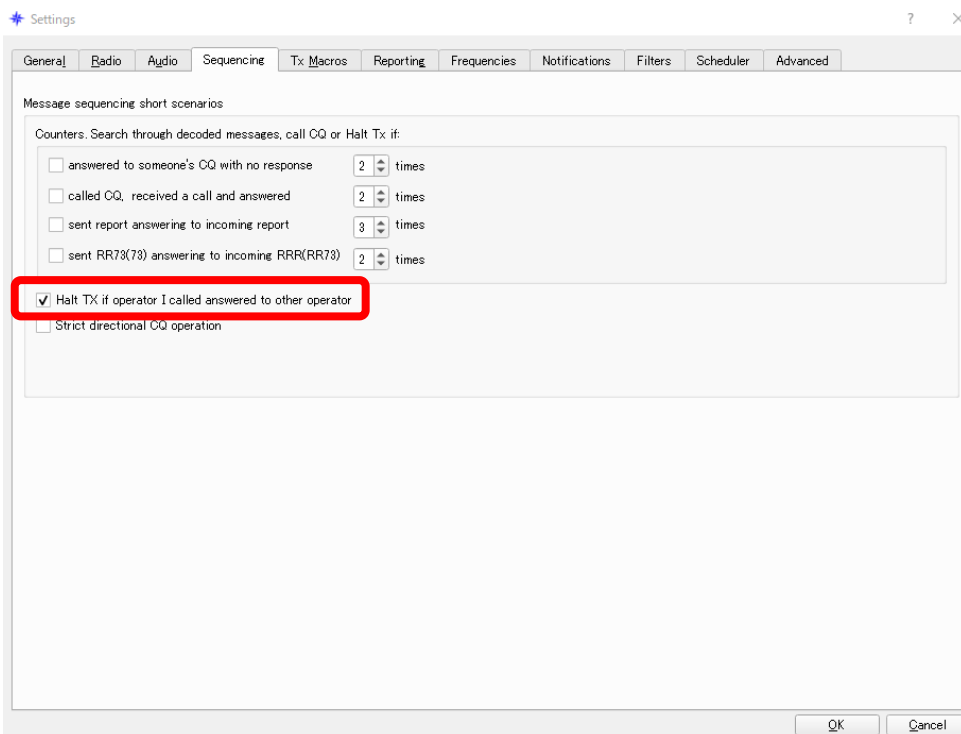 Settings
General Radio Audio Sequencing Tx Macros Reporting Frequencies Notifications Filters Scheduler Advanced
Message sequencing short scenarios
Counters. Search through decoded messages, call CQ or Halt Tx if:
answered to someone's CQ with no response 2 times
called CQ, received a call and answered 2 times
sent report answering to incoming report 3 times
sent RR73(73) answering to incoming RRR(RR73) 2 times
Halt TX if operator I called answered to other operator
Strict directional CQ operation
OK Cancel